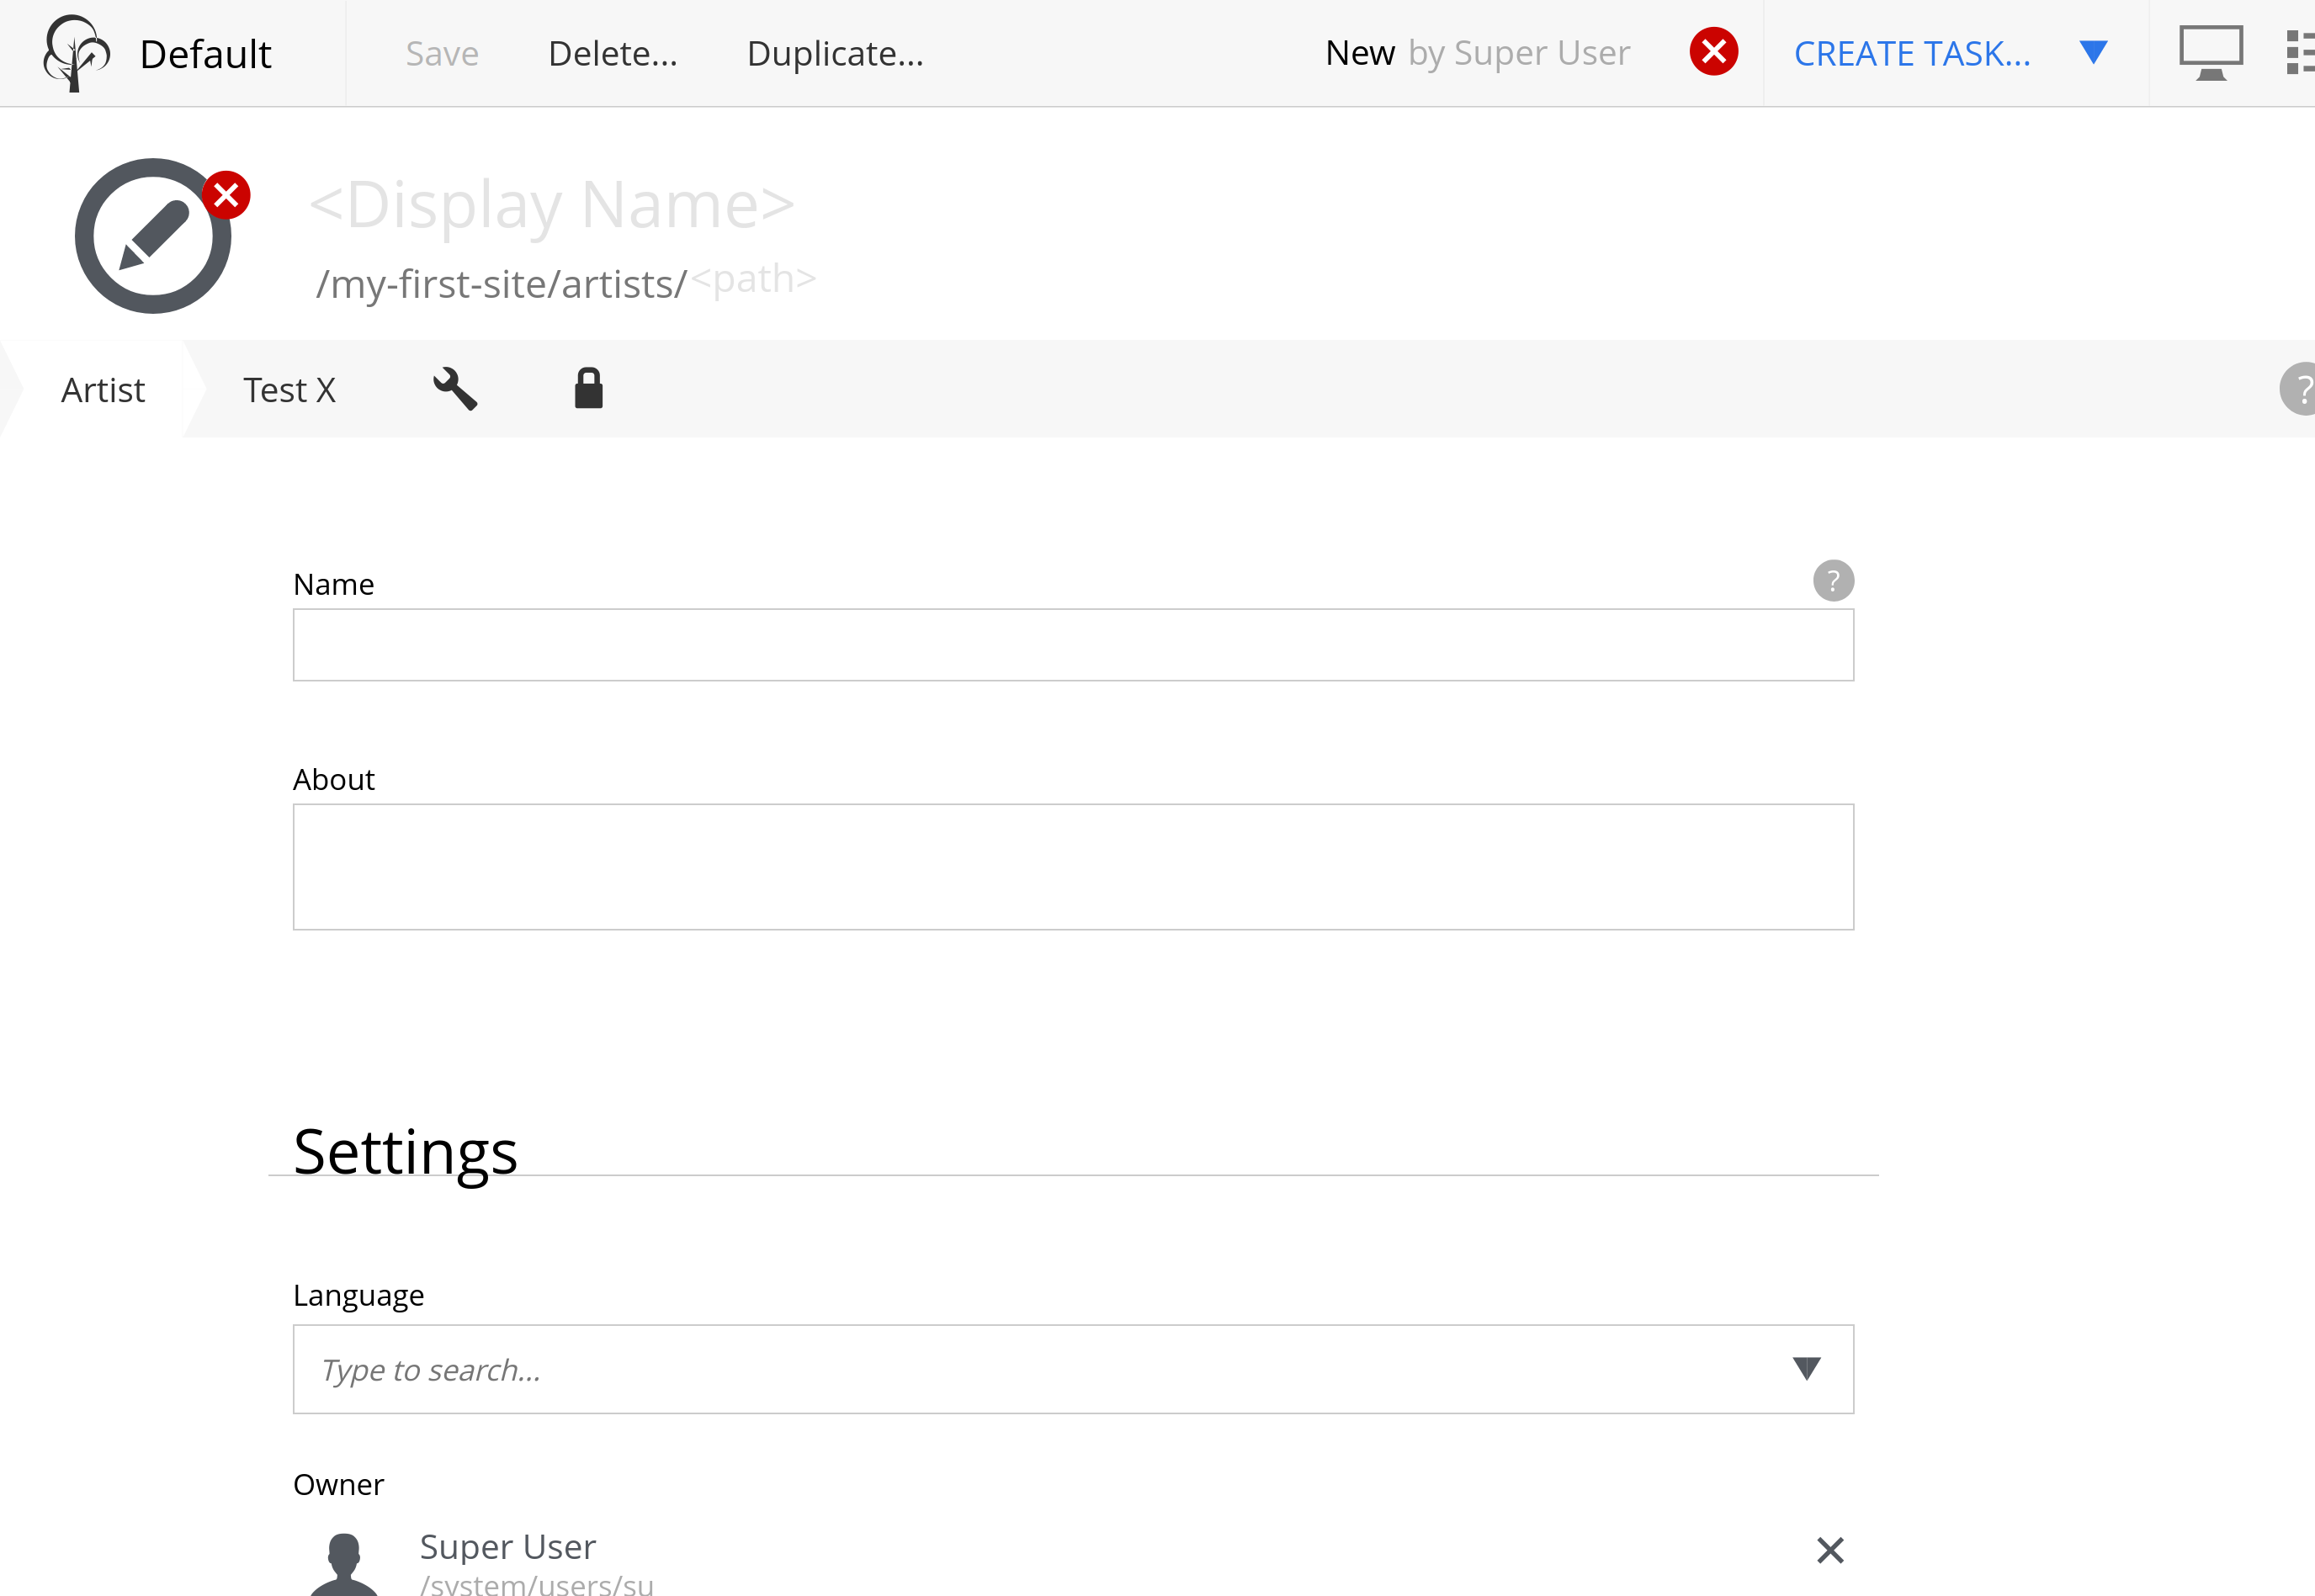 Default Save Delete... Duplicate... New by Super User CREATE TASK...
<Display Name>
/my-first-site/artists/<path>
Artist Test X ?
Name ?
About
Settings
Language
Type to search...
Owner
Super User
/system/users/su